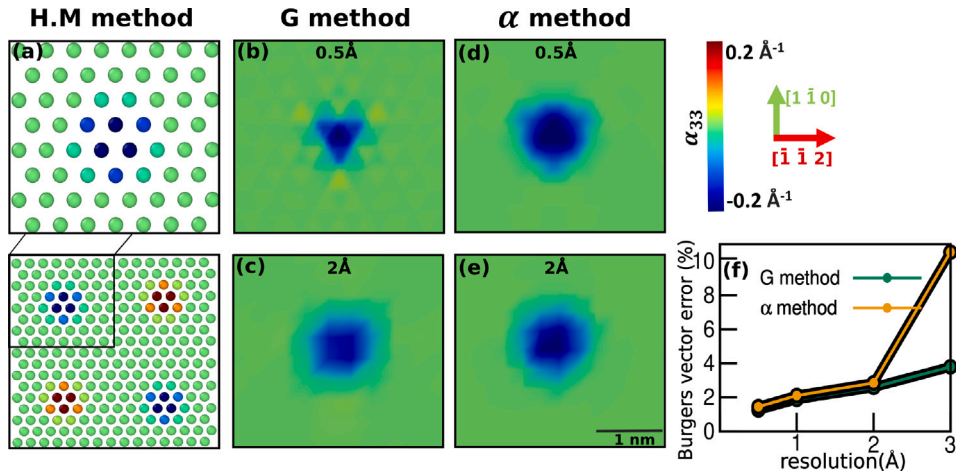 H.M method
G method
α method
(a)
(b)
0.5Å
(d)
0.5Å
(c)
2Å
(e)
2Å
1 nm
α33
0.2 Å-1
-0.2 Å-1
[1 1̄ 0]
[1̄ 1̄ 2]
(f)
G method
α method
Burgers vector error (%)
10
8
6
4
2
0
1
2
3
resolution(Å)